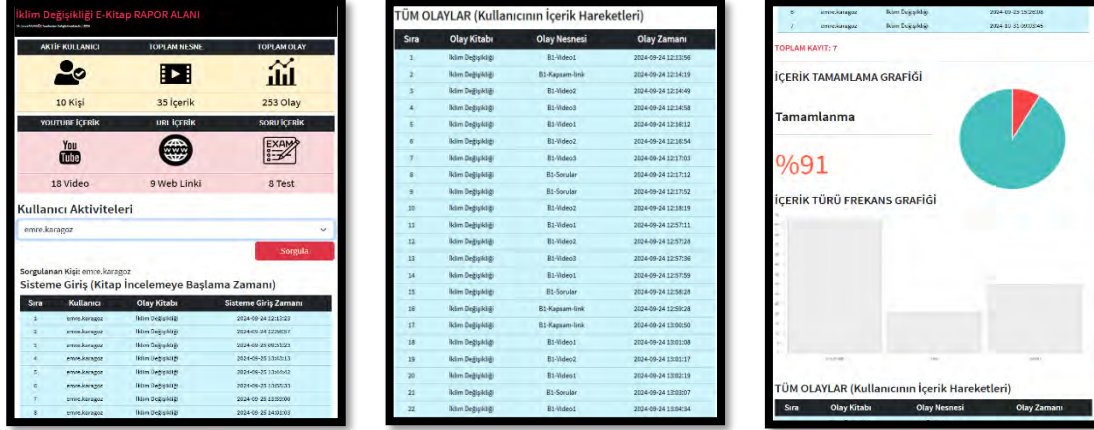 İklim Değişikliği E-Kitap RAPOR ALANI
AKTİF KULLANICI TOPLAM NESNE TOPLAM OLAY
10 Kişi 35 içerik 253 Olay
YOUTUBE İÇERİK URL İÇERİK SORU İÇERİK
You
Tube
EXAM
18 Video 9 Web Linki 8 Test
Kullanıcı Aktiviteleri
emre.karagoz
Sorgula
Sorgulanan Kişi: emre.karagoz
Sisteme Giriş (Kitap İncelemeye Başlama Zamanı)
Sıra Kullanıcı Olay Kitabı Sisteme Giriş Zamanı
1 emre.karagoz İklim Değişikliği
2 emre.karagoz İklim Değişikliği
3 emre.karagoz İklim Değişikliği
4 emre.karagoz İklim Değişikliği
5 emre.karagoz İklim Değişikliği
6 emre.karagoz İklim Değişikliği
7 emre.karagoz İklim Değişikliği
8 emre.karagoz İklim Değişikliği 2024-09-25 14:01:03
TÜM OLAYLAR (Kullanıcının İçerik Hareketleri)
Sıra Olay Kitabı Olay Nesnesi Olay Zamanı
1 İklim Değişikliği B1-Video1 2024-09-24 12:13:56
2 İklim Değişikliği B1-Kapsam-link 2024-09-24 12:14:19
3 İklim Değişikliği B1-Video2 2024-09-24 12:14:49
4 İklim Değişikliği B1-Video3 2024-09-24 12:14:58
5 İklim Değişikliği B1-Video1 2024-09-24 12:16:12
6 İklim Değişikliği B1-Video2 2024-09-24 12:16:54
7 İklim Değişikliği B1-Video3 2024-09-24 12:17:03
8 İklim Değişikliği B1-Sorular 2024-09-24 12:17:12
9 İklim Değişikliği B1-Sorular 2024-09-24 12:17:52
10 İklim Değişikliği B1-Video2 2024-09-24 12:18:19
11 İklim Değişikliği B1-Video1 2024-09-24 12:57:11
12 İklim Değişikliği B1-Video2 2024-09-24 12:57:28
13 İklim Değişikliği B1-Video3 2024-09-24 12:57:36
14 İklim Değişikliği B1-Video1 2024-09-24 12:57:59
15 İklim Değişikliği B1-Sorular 2024-09-24 12:58:28
16 İklim Değişikliği B1-Kapsam-link 2024-09-24 12:59:28
17 İklim Değişikliği B1-Kapsam-link 2024-09-24 13:00:50
18 İklim Değişikliği B1-Video1 2024-09-24 13:01:08
19 İklim Değişikliği B1-Video2 2024-09-24 13:01:17
20 İklim Değişikliği B1-Video1 2024-09-24 13:02:19
21 İklim Değişikliği B1-Sorular 2024-09-24 13:03:07
22 İklim Değişikliği B1-Video1 2024-09-24 13:04:34
6 emre.karagoz İklim Değişikliği 2024-09-25 15:26:08
7 emre.karagoz İklim Değişikliği 2024-10-31 09:03:45
TOPLAM KAYIT: 7
İÇERİK TAMAMLAMA GRAFİĞİ
Tamamlanma
%91
İÇERİK TÜRÜ FREKANS GRAFİĞİ
TÜM OLAYLAR (Kullanıcının İçerik Hareketleri)
Sıra Olay Kitabı Olay Nesnesi Olay Zamanı